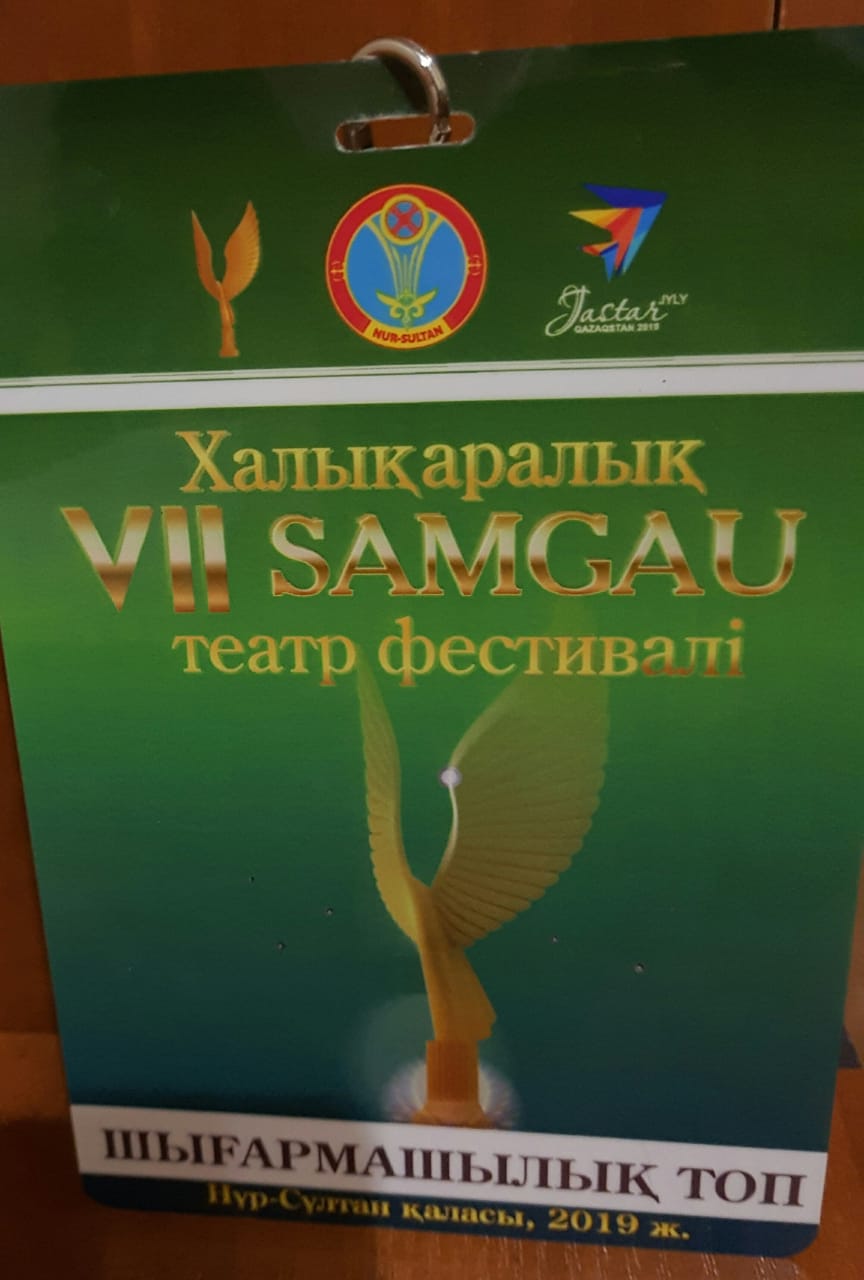 NUR-SULTAN
Jastar JYLY
QAZAQSTAN 2019
Халықаралық
VII SAMGAU
театр фестивалі
ШЫҒАРМАШЫЛЫҚ ТОП
Нұр-Сұлтан қаласы, 2019 ж.